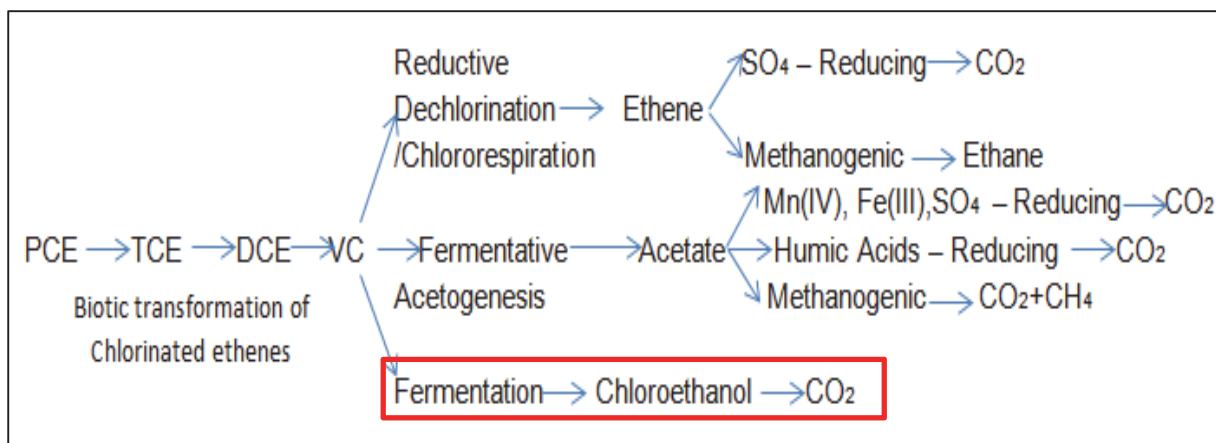 Reductive
Dechlorination → Ethene
/Chlororespiration
SO₄ – Reducing → CO₂
Methanogenic → Ethane
PCE → TCE → DCE → VC → Fermentative → Acetate
Acetogenesis
Mn(IV), Fe(III),SO₄ – Reducing → CO₂
Humic Acids – Reducing → CO₂
Methanogenic → CO₂+CH₄
Biotic transformation of
Chlorinated ethenes
Fermentation → Chloroethanol → CO₂